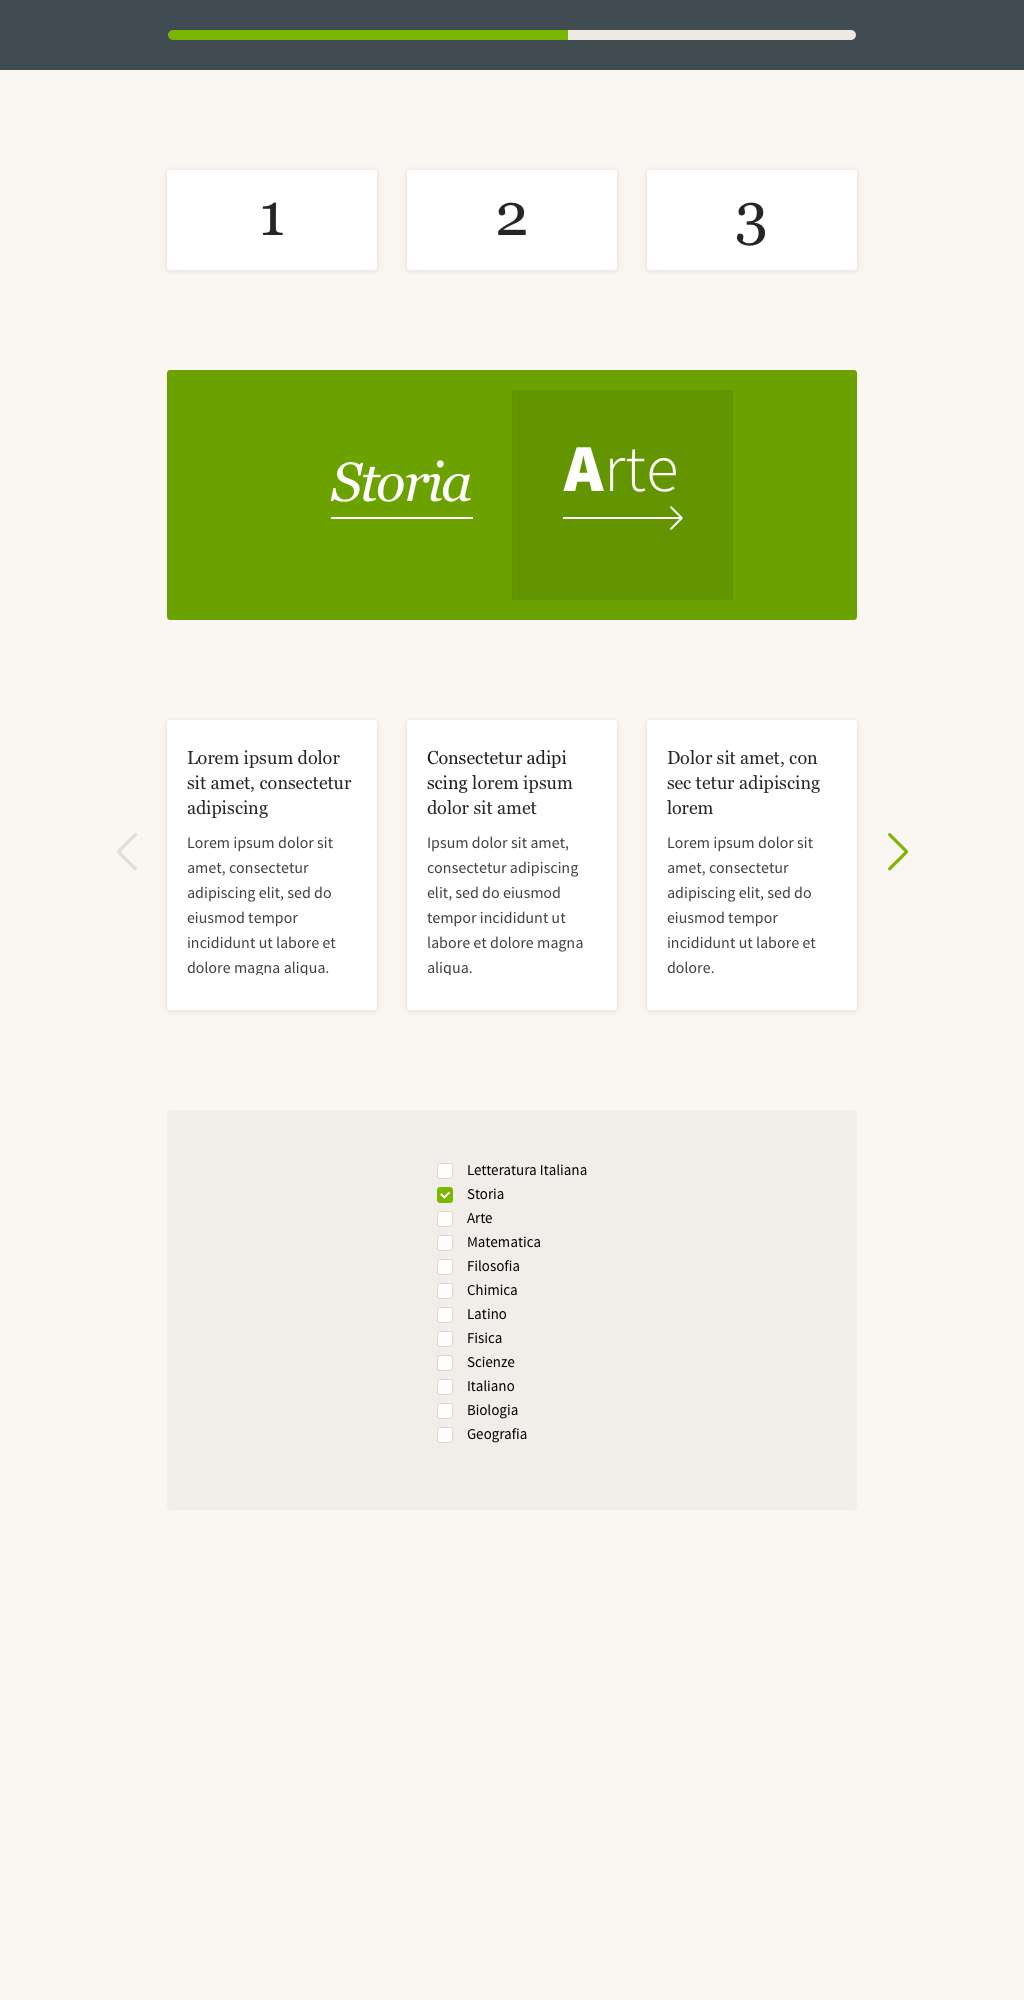 1
2
3
Storia
Arte
Lorem ipsum dolor
sit amet, consectetur
adipiscing
Lorem ipsum dolor sit
amet, consectetur
adipiscing elit, sed do
eiusmod tempor
incididunt ut labore et
dolore magna aliqua.
Consectetur adipi
scing lorem ipsum
dolor sit amet
Ipsum dolor sit amet,
consectetur adipiscing
elit, sed do eiusmod
tempor incididunt ut
labore et dolore magna
aliqua.
Dolor sit amet, con
sec tetur adipiscing
lorem
Lorem ipsum dolor sit
amet, consectetur
adipiscing elit, sed do
eiusmod tempor
incididunt ut labore et
dolore.
Letteratura Italiana
Storia
Arte
Matematica
Filosofia
Chimica
Latino
Fisica
Scienze
Italiano
Biologia
Geografia